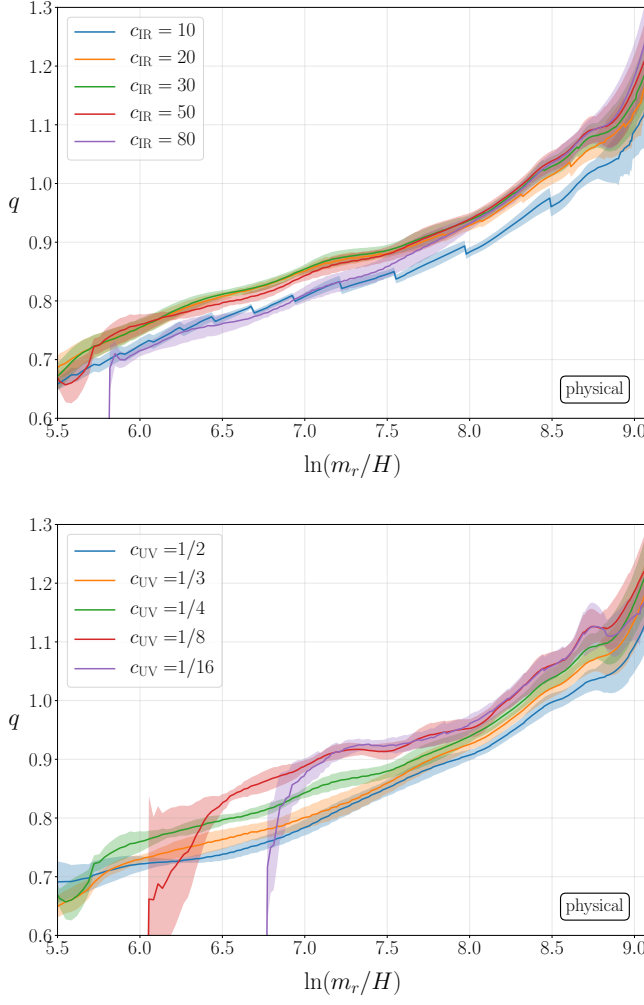 1.3
1.2
1.1
1.0
0.9
0.8
0.7
0.6
q
c_IR = 10
c_IR = 20
c_IR = 30
c_IR = 50
c_IR = 80
physical
5.5 6.0 6.5 7.0 7.5 8.0 8.5 9.0
ln(m_r/H)
1.3
1.2
1.1
1.0
0.9
0.8
0.7
0.6
q
c_UV =1/2
c_UV =1/3
c_UV =1/4
c_UV =1/8
c_UV =1/16
physical
5.5 6.0 6.5 7.0 7.5 8.0 8.5 9.0
ln(m_r/H)